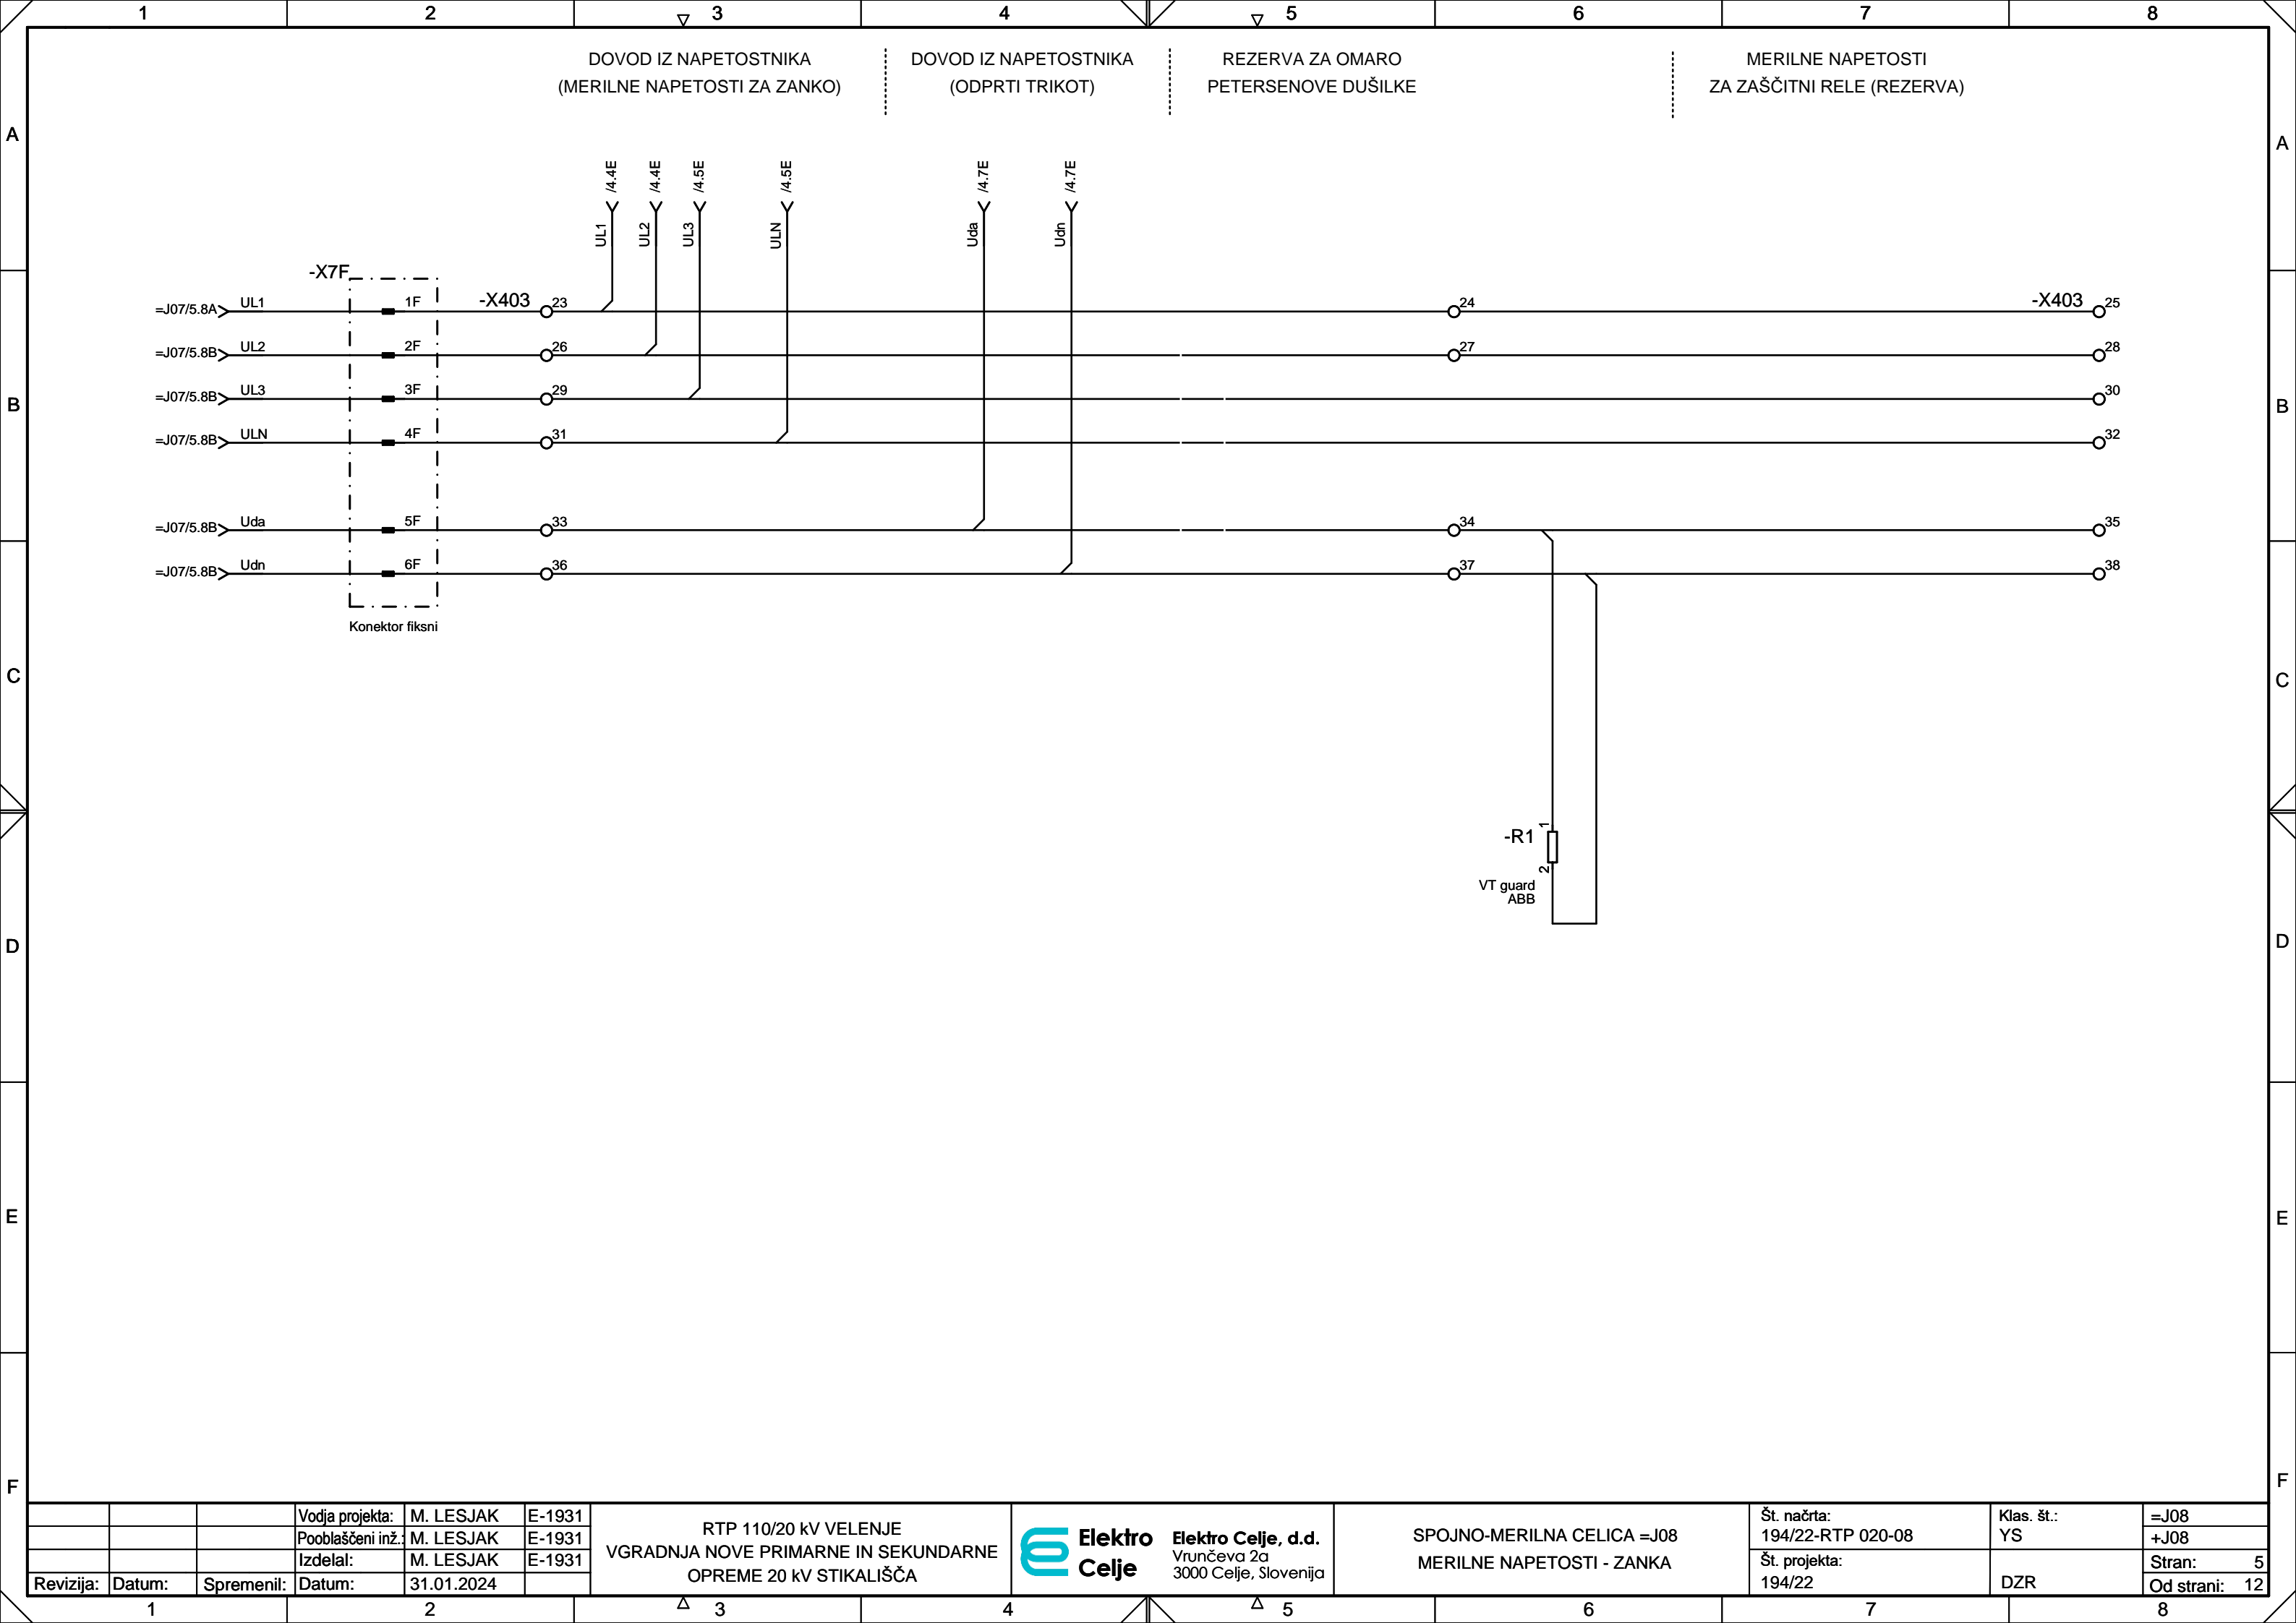 1 2 3 4 5 6 7 8
DOVOD IZ NAPETOSTNIKA
(MERILNE NAPETOSTI ZA ZANKO)
DOVOD IZ NAPETOSTNIKA
(ODPRTI TRIKOT)
REZERVA ZA OMARO
PETERSENOVE DUŠILKE
MERILNE NAPETOSTI
ZA ZAŠČITNI RELE (REZERVA)
A A
/4.4E /4.4E /4.5E /4.5E /4.7E /4.7E
UL1 UL2 UL3 ULN Uda Udn
-X7F
=J07/5.8A UL1 1F -X403 23 24 -X403 25
=J07/5.8B UL2 2F 26 27 28
=J07/5.8B UL3 3F 29 30
B B
=J07/5.8B ULN 4F 31 32
=J07/5.8B Uda 5F 33 34 35
=J07/5.8B Udn 6F 36 37 38
Konektor fiksni
C C
-R1 1 2
VT guard
ABB
D D
E E
F F
Vodja projekta: M. LESJAK E-1931
Pooblaščeni inž.: M. LESJAK E-1931
Izdelal: M. LESJAK E-1931
Revizija: Datum: Spremenil: Datum: 31.01.2024
RTP 110/20 kV VELENJE
VGRADNJA NOVE PRIMARNE IN SEKUNDARNE
OPREME 20 kV STIKALIŠČA
Elektro
Celje
Elektro Celje, d.d.
Vrunčeva 2a
3000 Celje, Slovenija
SPOJNO-MERILNA CELICA =J08
MERILNE NAPETOSTI - ZANKA
Št. načrta:
194/22-RTP 020-08
Št. projekta:
194/22
Klas. št.:
YS
DZR
=J08
+J08
Stran: 5
Od strani: 12
1 2 3 4 5 6 7 8